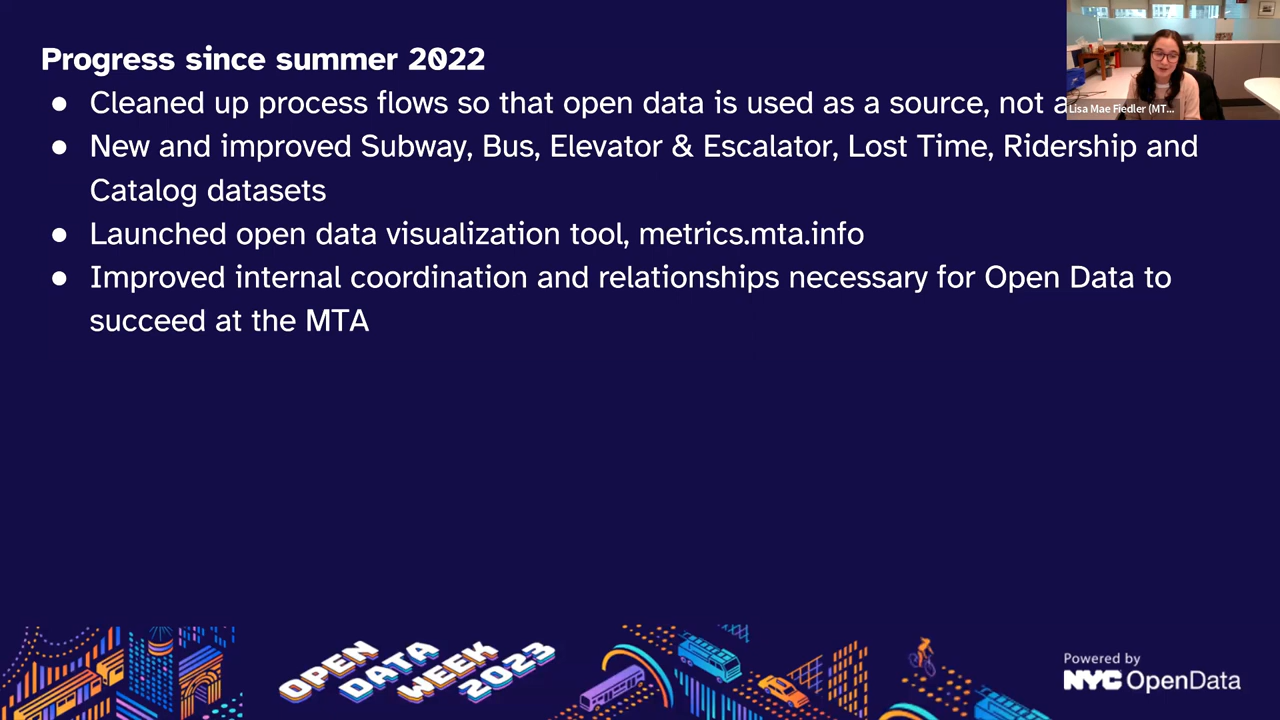 Progress since summer 2022
● Cleaned up process flows so that open data is used as a source, not a
● New and improved Subway, Bus, Elevator & Escalator, Lost Time, Ridership and
Catalog datasets
● Launched open data visualization tool, metrics.mta.info
● Improved internal coordination and relationships necessary for Open Data to
succeed at the MTA
Lisa Mae Fiedler (MT...
OPEN
DATA
WEEK
2023
Powered by
NYC OpenData